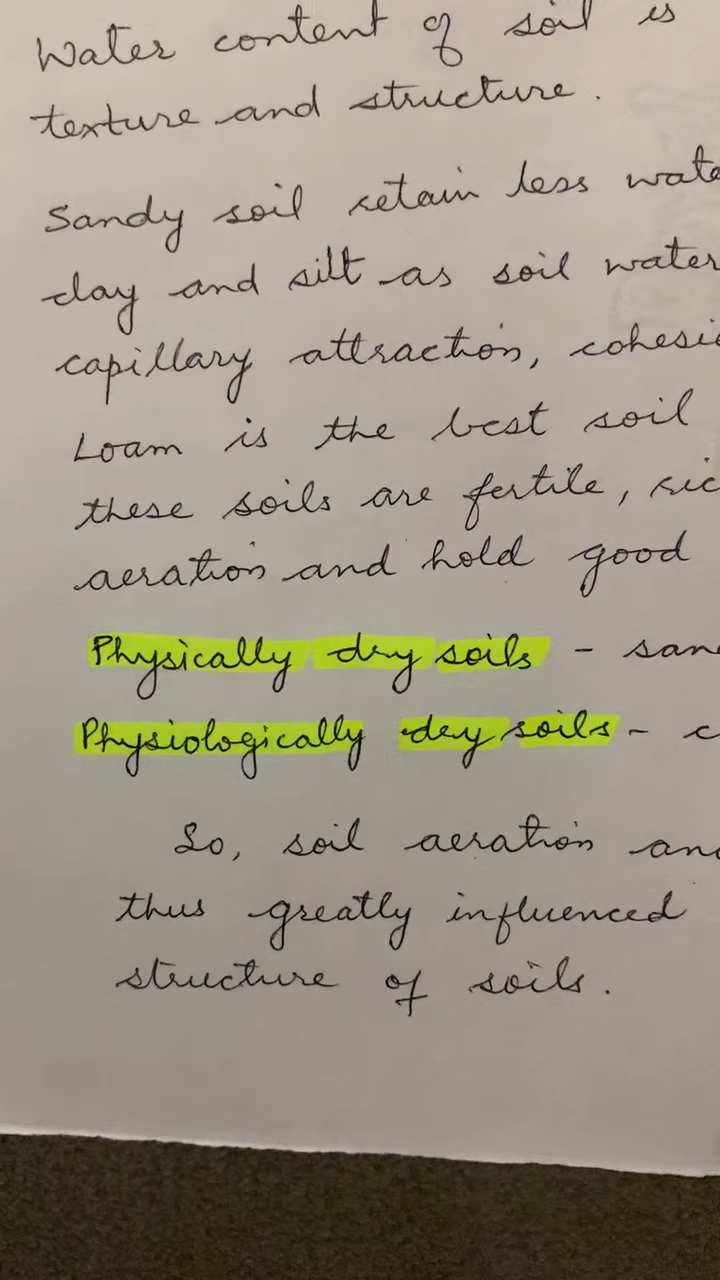 Water content of soil is
texture and structure.
Sandy soil retain less wate
clay and silt as soil water
capillary attraction, cohesi
Loam is the best soil
these soils are fertile, ric
aeration and hold good
Physically dry soils - san
Physiologically dry soils - c
So, soil aeration and
thus greatly influenced
structure of soils.